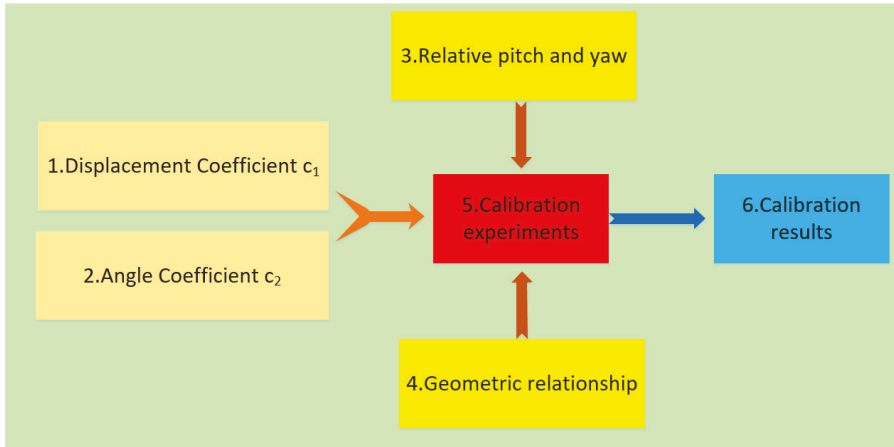 3.Relative pitch and yaw
1.Displacement Coefficient c₁
5.Calibration
experiments
6.Calibration
results
2.Angle Coefficient c₂
4.Geometric relationship